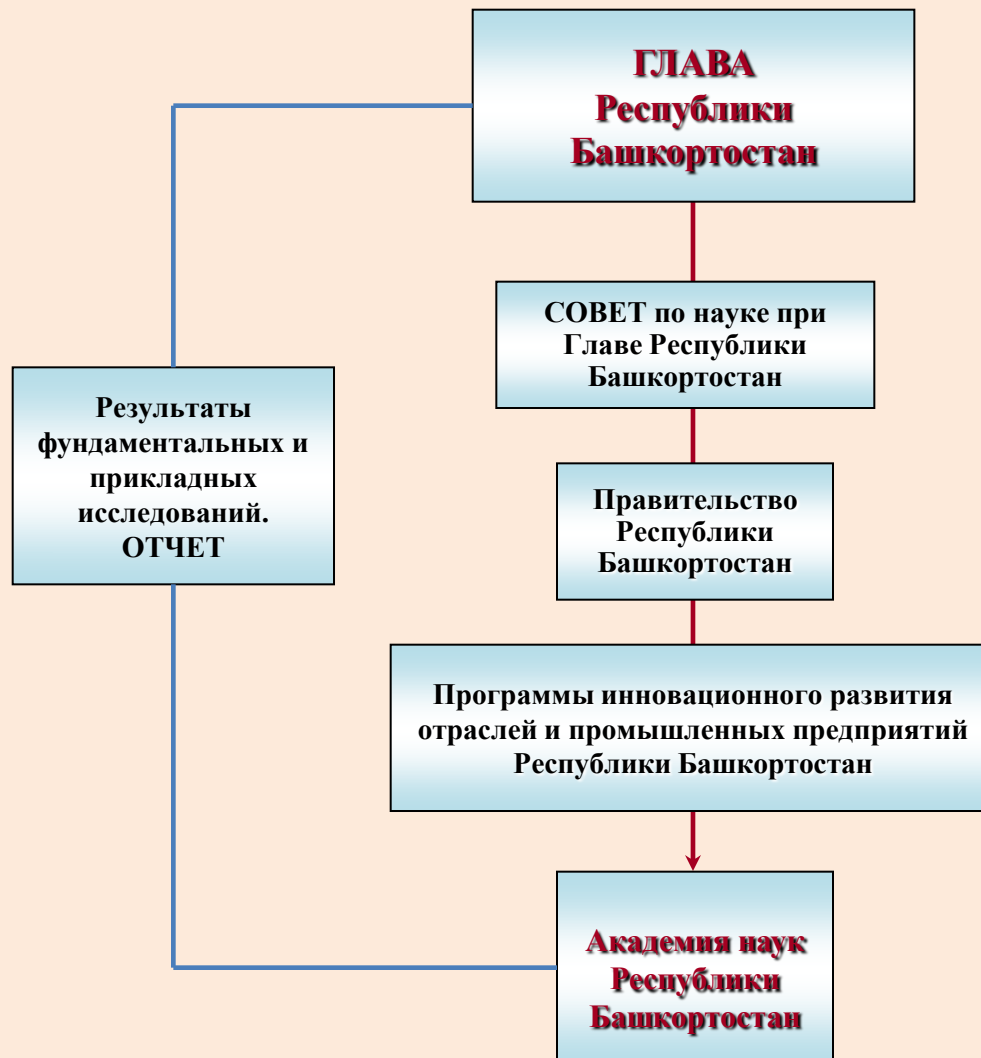 ГЛАВА
Республики
Башкортостан
СОВЕТ по науке при
Главе Республики
Башкортостан
Результаты
фундаментальных и
прикладных
исследований.
ОТЧЕТ
Правительство
Республики
Башкортостан
Программы инновационного развития
отраслей и промышленных предприятий
Республики Башкортостан
Академия наук
Республики
Башкортостан